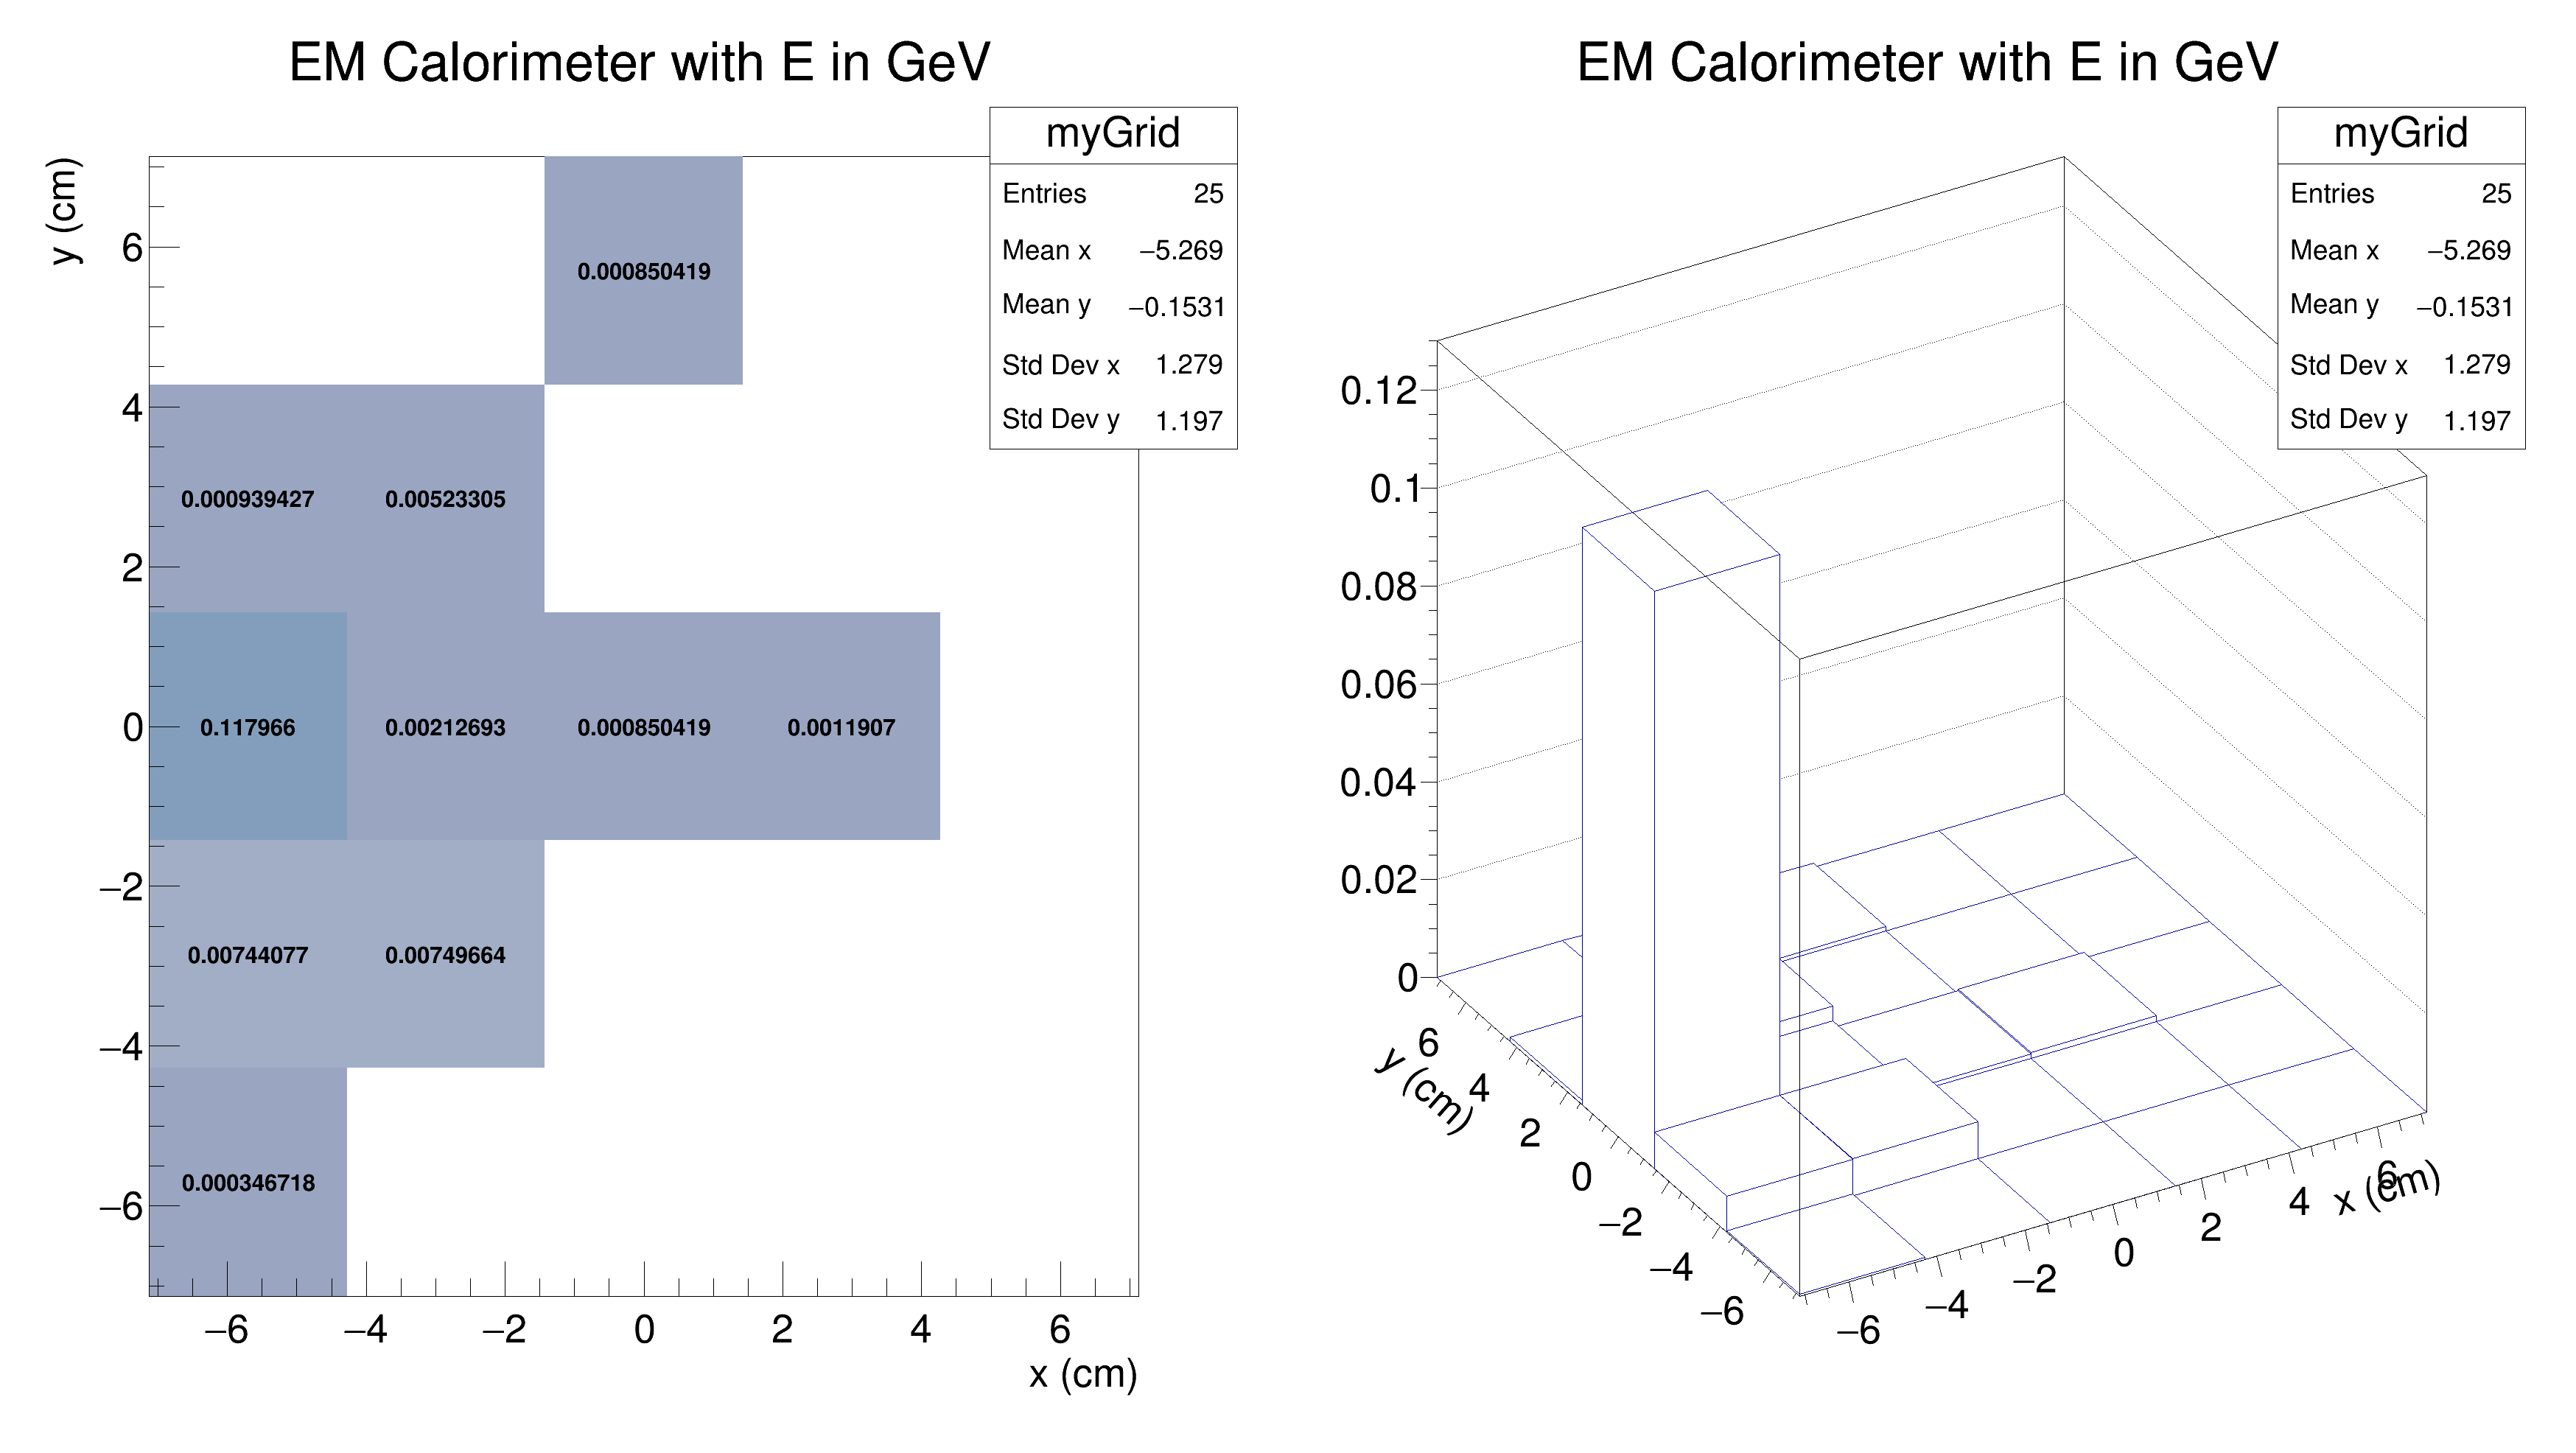 EM Calorimeter with E in GeV
myGrid
Entries 25
Mean x −5.269
Mean y −0.1531
Std Dev x 1.279
Std Dev y 1.197
y (cm)
6
4
2
0
−2
−4
−6
0.000850419
0.000939427 0.00523305
0.117966 0.00212693 0.000850419 0.0011907
0.00744077 0.00749664
0.000346718
−6 −4 −2 0 2 4 6
x (cm)
EM Calorimeter with E in GeV
myGrid
Entries 25
Mean x −5.269
Mean y −0.1531
Std Dev x 1.279
Std Dev y 1.197
0.12
0.1
0.08
0.06
0.04
0.02
0
y (cm)
6
4
2
0
−2
−4
−6
−6 −4 −2 0 2 4 6
x (cm)